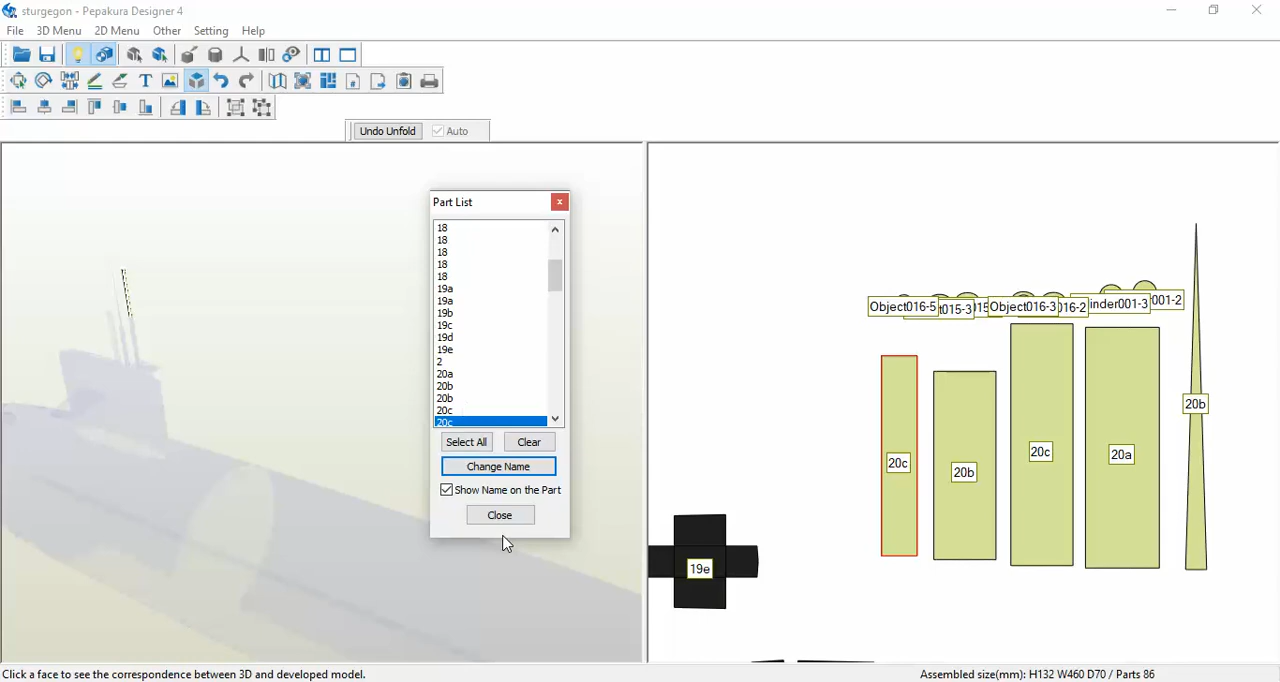 sturgegon - Pepakura Designer 4
File 3D Menu 2D Menu Other Setting Help
Undo Unfold Auto
Part List
18
18
18
18
18
19a
19a
19b
19c
19d
19e
2
20a
20b
20b
20c
20c
Select All Clear
Change Name
Show Name on the Part
Close
Object016-5 ct015-3 Object016-3 016-2 inder001-3 001-2
20b
20c 20b 20c 20a
19e
Click a face to see the correspondence between 3D and developed model.
Assembled size(mm): H132 W460 D70 / Parts 86